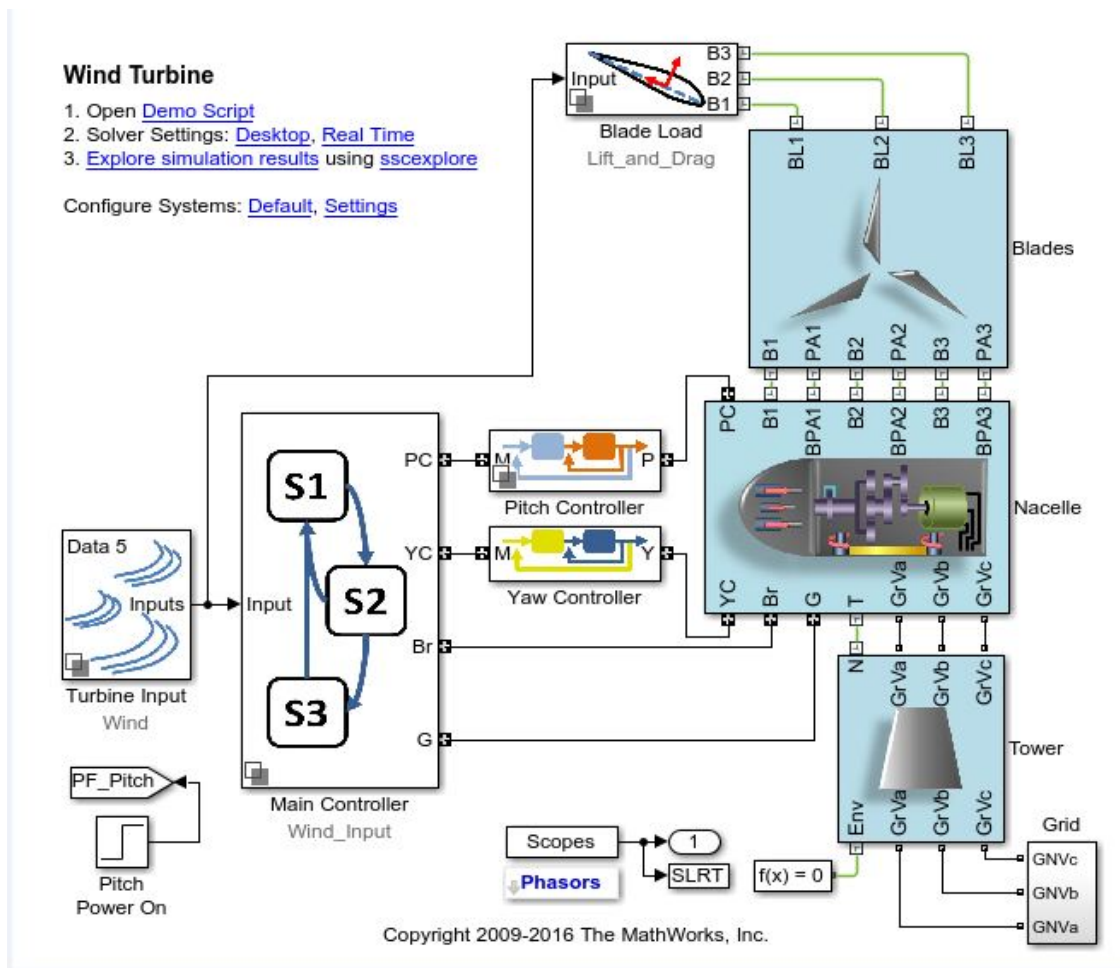 Wind Turbine
1. Open Demo Script
2. Solver Settings: Desktop, Real Time
3. Explore simulation results using sscexplore
Configure Systems: Default, Settings
Input
B3
B2
B1
Blade Load
Lift_and_Drag
BL1
BL2
BL3
Blades
B1
PA1
B2
PA2
B3
PA3
PC
B1
BPA1
B2
BPA2
B3
BPA3
Nacelle
YC
Br
G
T
GrVa
GrVb
GrVc
Data 5
Inputs
Turbine Input
Wind
Input
S1
S2
S3
PC
YC
Br
G
Main Controller
Wind_Input
M
P
Pitch Controller
M
Y
Yaw Controller
N
GrVa
GrVb
GrVc
Tower
Env
GrVa
GrVb
GrVc
Grid
GNVc
GNVb
GNVa
PF_Pitch
Pitch
Power On
Scopes
1
SLRT
Phasors
f(x) = 0
Copyright 2009-2016 The MathWorks, Inc.